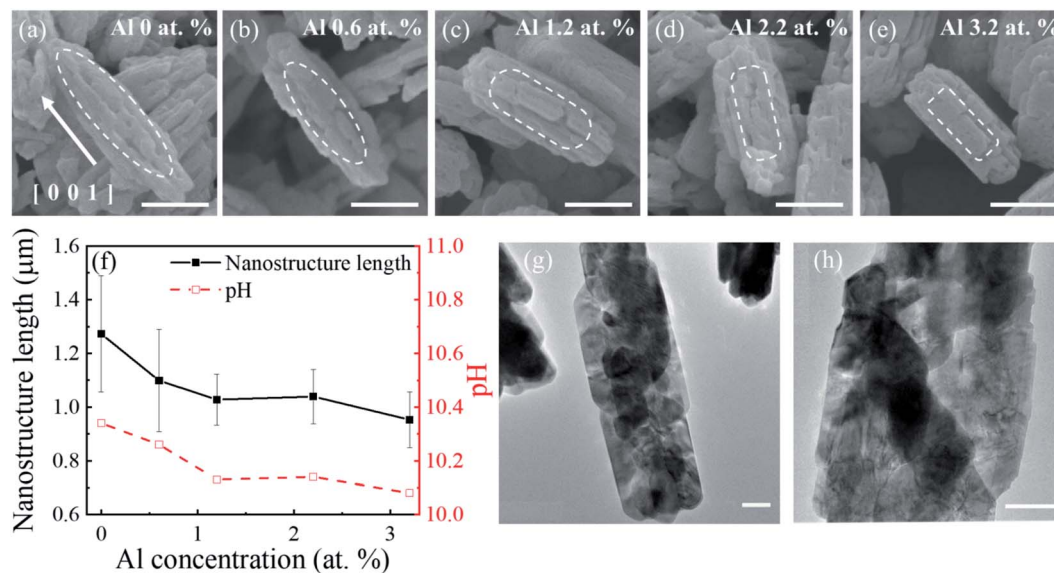 (a) Al 0 at. %
[ 0 0 1 ]
(b) Al 0.6 at. %
(c) Al 1.2 at. %
(d) Al 2.2 at. %
(e) Al 3.2 at. %
(f)
Nanostructure length
pH
Nanostructure length (μm)
1.6
1.4
1.2
1.0
0.8
0.6
0 1 2 3
Al concentration (at. %)
11.0
10.8
10.6
10.4
10.2
10.0
pH
(g)
(h)